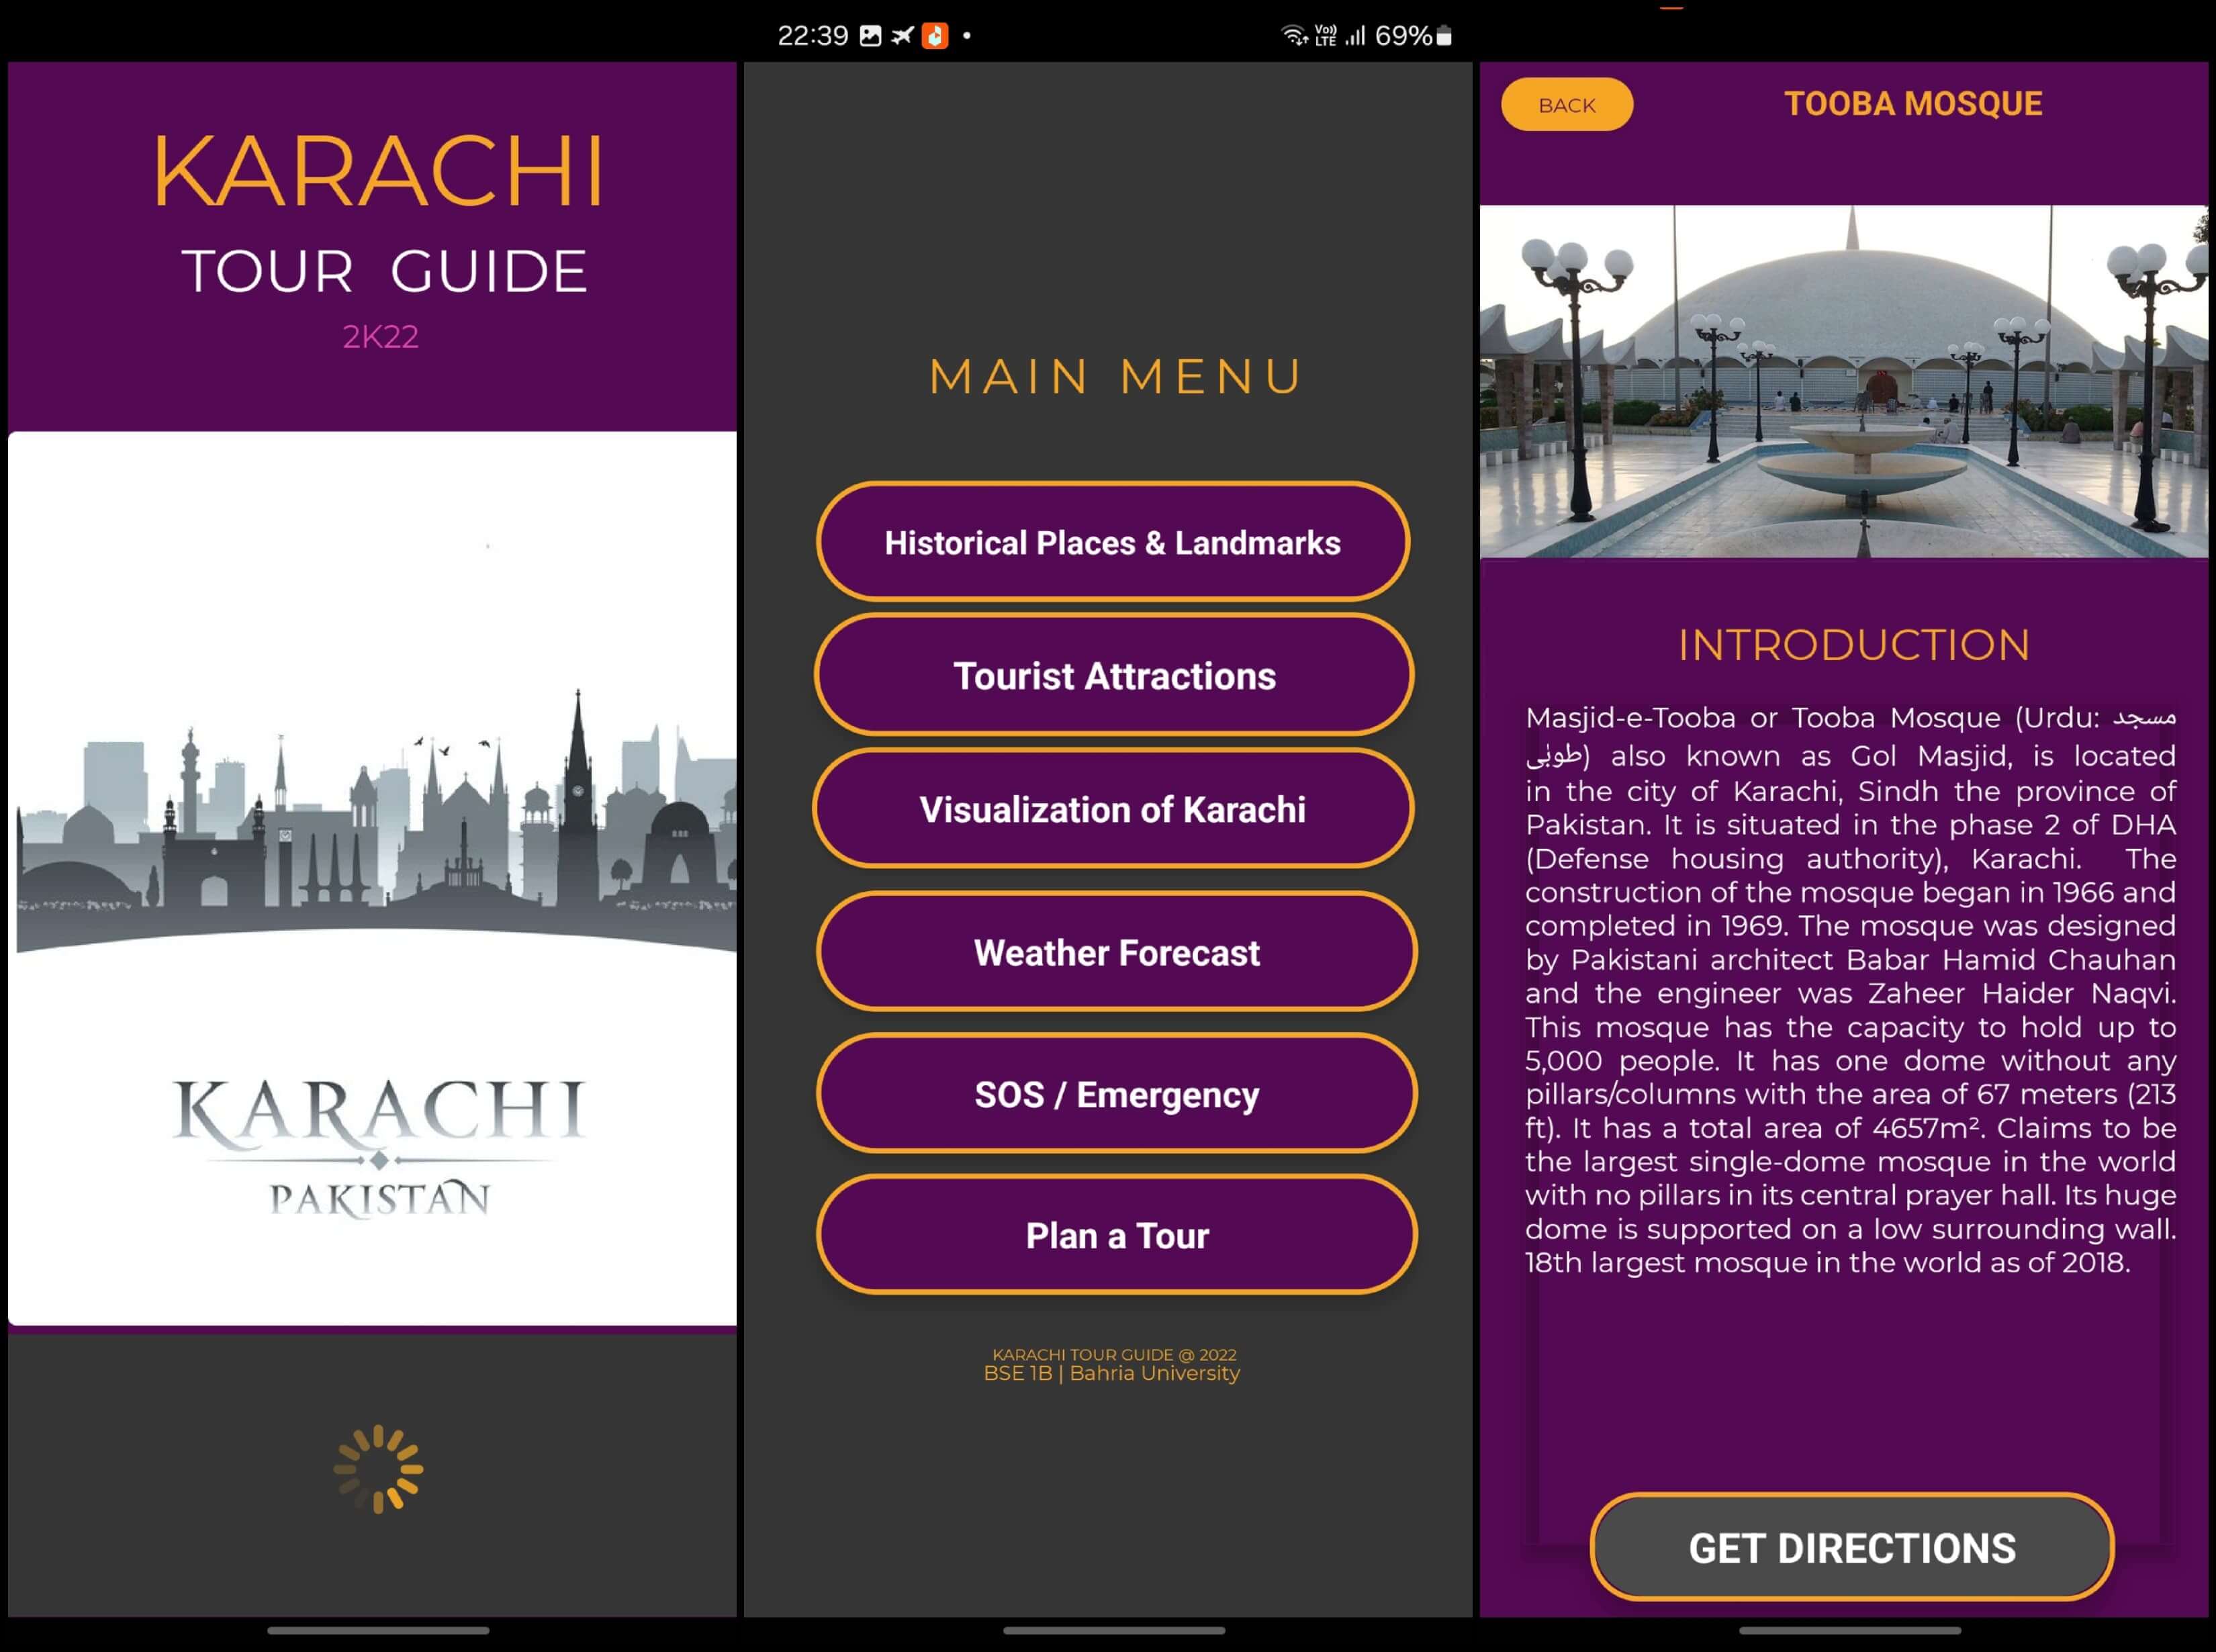 KARACHI
TOUR GUIDE
2K22
KARACHI
PAKISTAN
22:39
Vo)) LTE 69%
MAIN MENU
Historical Places & Landmarks
Tourist Attractions
Visualization of Karachi
Weather Forecast
SOS / Emergency
Plan a Tour
KARACHI TOUR GUIDE @ 2022
BSE 1B | Bahria University
BACK
TOOBA MOSQUE
INTRODUCTION
Masjid-e-Tooba or Tooba Mosque (Urdu: مسجد
طوبٰی) also known as Gol Masjid, is located
in the city of Karachi, Sindh the province of
Pakistan. It is situated in the phase 2 of DHA
(Defense housing authority), Karachi. The
construction of the mosque began in 1966 and
completed in 1969. The mosque was designed
by Pakistani architect Babar Hamid Chauhan
and the engineer was Zaheer Haider Naqvi.
This mosque has the capacity to hold up to
5,000 people. It has one dome without any
pillars/columns with the area of 67 meters (213
ft). It has a total area of 4657m². Claims to be
the largest single-dome mosque in the world
with no pillars in its central prayer hall. Its huge
dome is supported on a low surrounding wall.
18th largest mosque in the world as of 2018.
GET DIRECTIONS